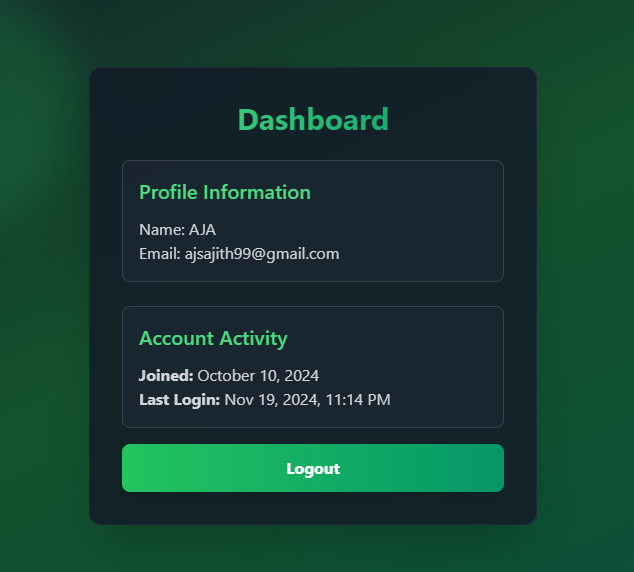 Dashboard
Profile Information
Name: AJA
Email: ajsajith99@gmail.com
Account Activity
Joined: October 10, 2024
Last Login: Nov 19, 2024, 11:14 PM
Logout